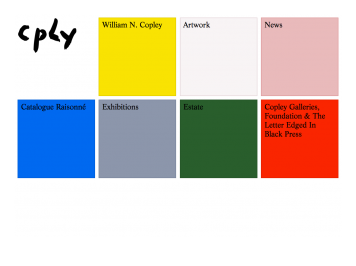 cply
William N. Copley
Artwork
News
Catalogue Raisonné
Exhibitions
Estate
Copley Galleries,
Foundation & The
Letter Edged In
Black Press